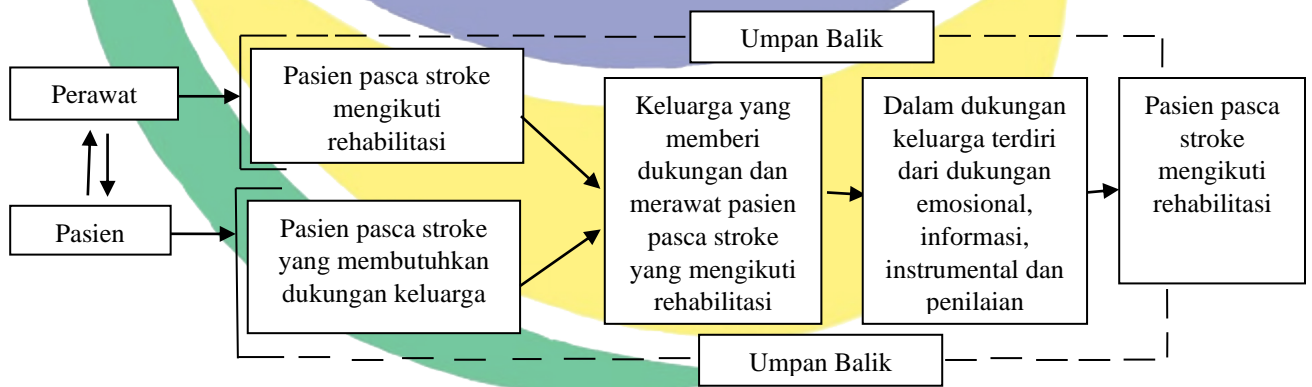 Umpan Balik
Perawat
Pasien
Pasien pasca stroke
mengikuti
rehabilitasi
Pasien pasca stroke
yang membutuhkan
dukungan keluarga
Keluarga yang
memberi
dukungan dan
merawat pasien
pasca stroke
yang mengikuti
rehabilitasi
Dalam dukungan
keluarga terdiri
dari dukungan
emosional,
informasi,
instrumental dan
penilaian
Pasien pasca
stroke
mengikuti
rehabilitasi
Umpan Balik